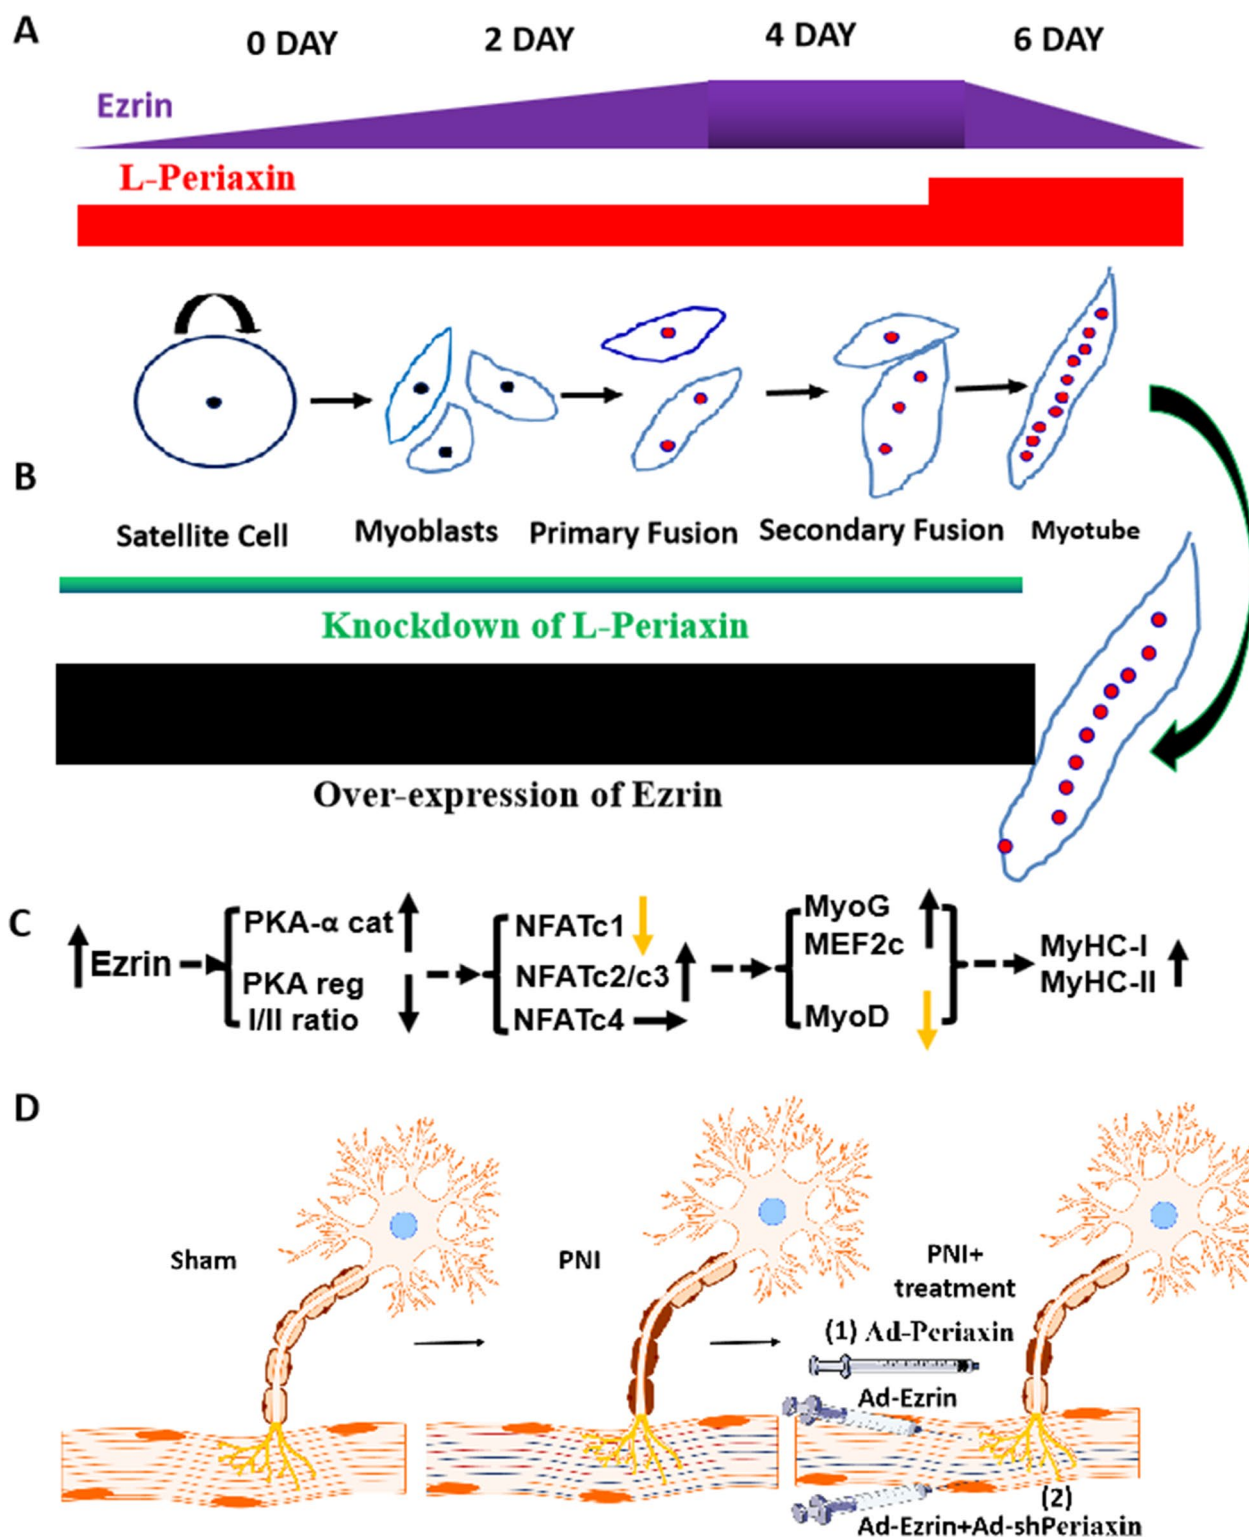 A
0 DAY
2 DAY
4 DAY
6 DAY
Ezrin
L-Periaxin
B
Satellite Cell
Myoblasts
Primary Fusion
Secondary Fusion
Myotube
Knockdown of L-Periaxin
Over-expression of Ezrin
C
Ezrin
PKA-α cat
PKA reg
I/II ratio
NFATc1
NFATc2/c3
NFATc4
MyoG
MEF2c
MyoD
MyHC-I
MyHC-II
D
Sham
PNI
PNI+
treatment
(1) Ad-Periaxin
Ad-Ezrin
(2)
Ad-Ezrin+Ad-shPeriaxin